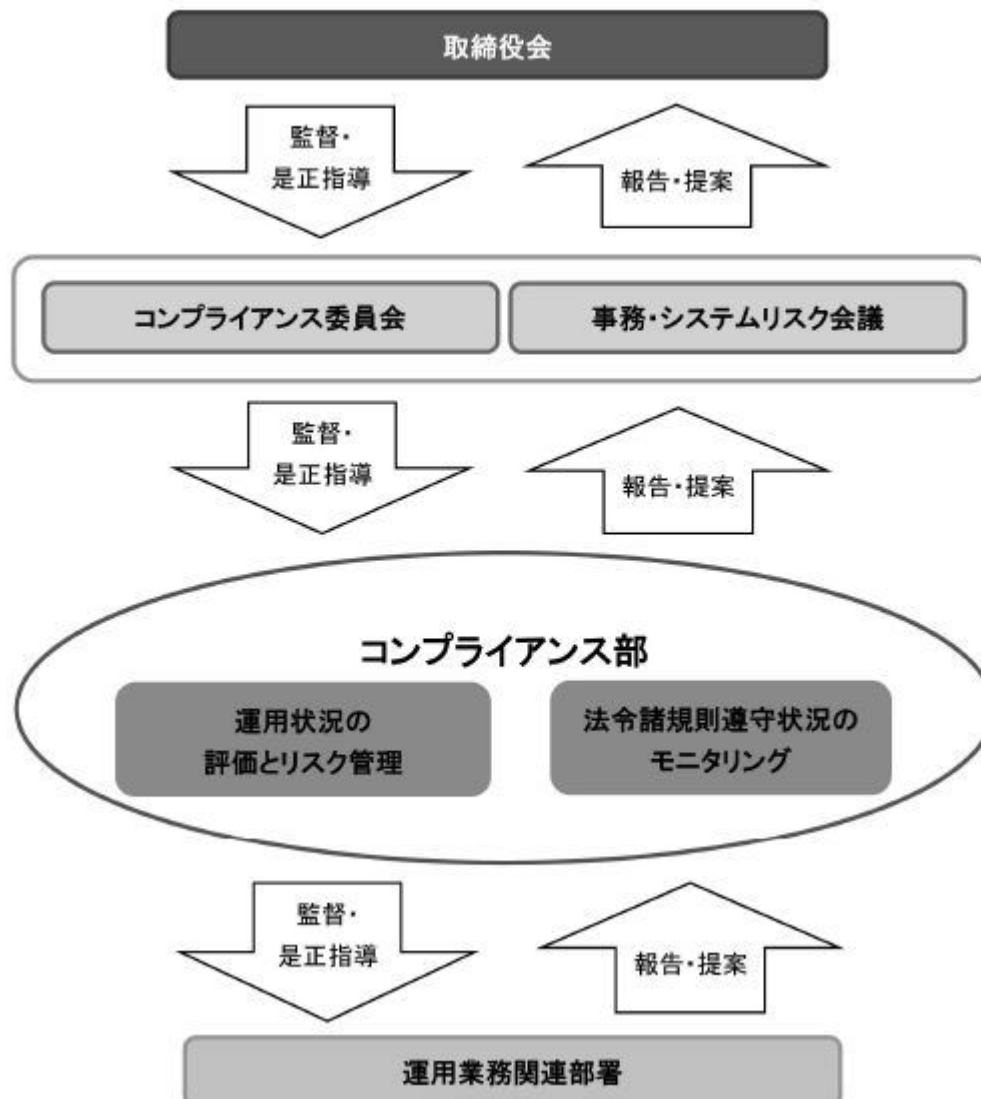 取締役会
監督・
是正指導
報告・提案
コンプライアンス委員会
事務・システムリスク会議
監督・
是正指導
報告・提案
コンプライアンス部
運用状況の
評価とリスク管理
法令諸規則遵守状況の
モニタリング
監督・
是正指導
報告・提案
運用業務関連部署